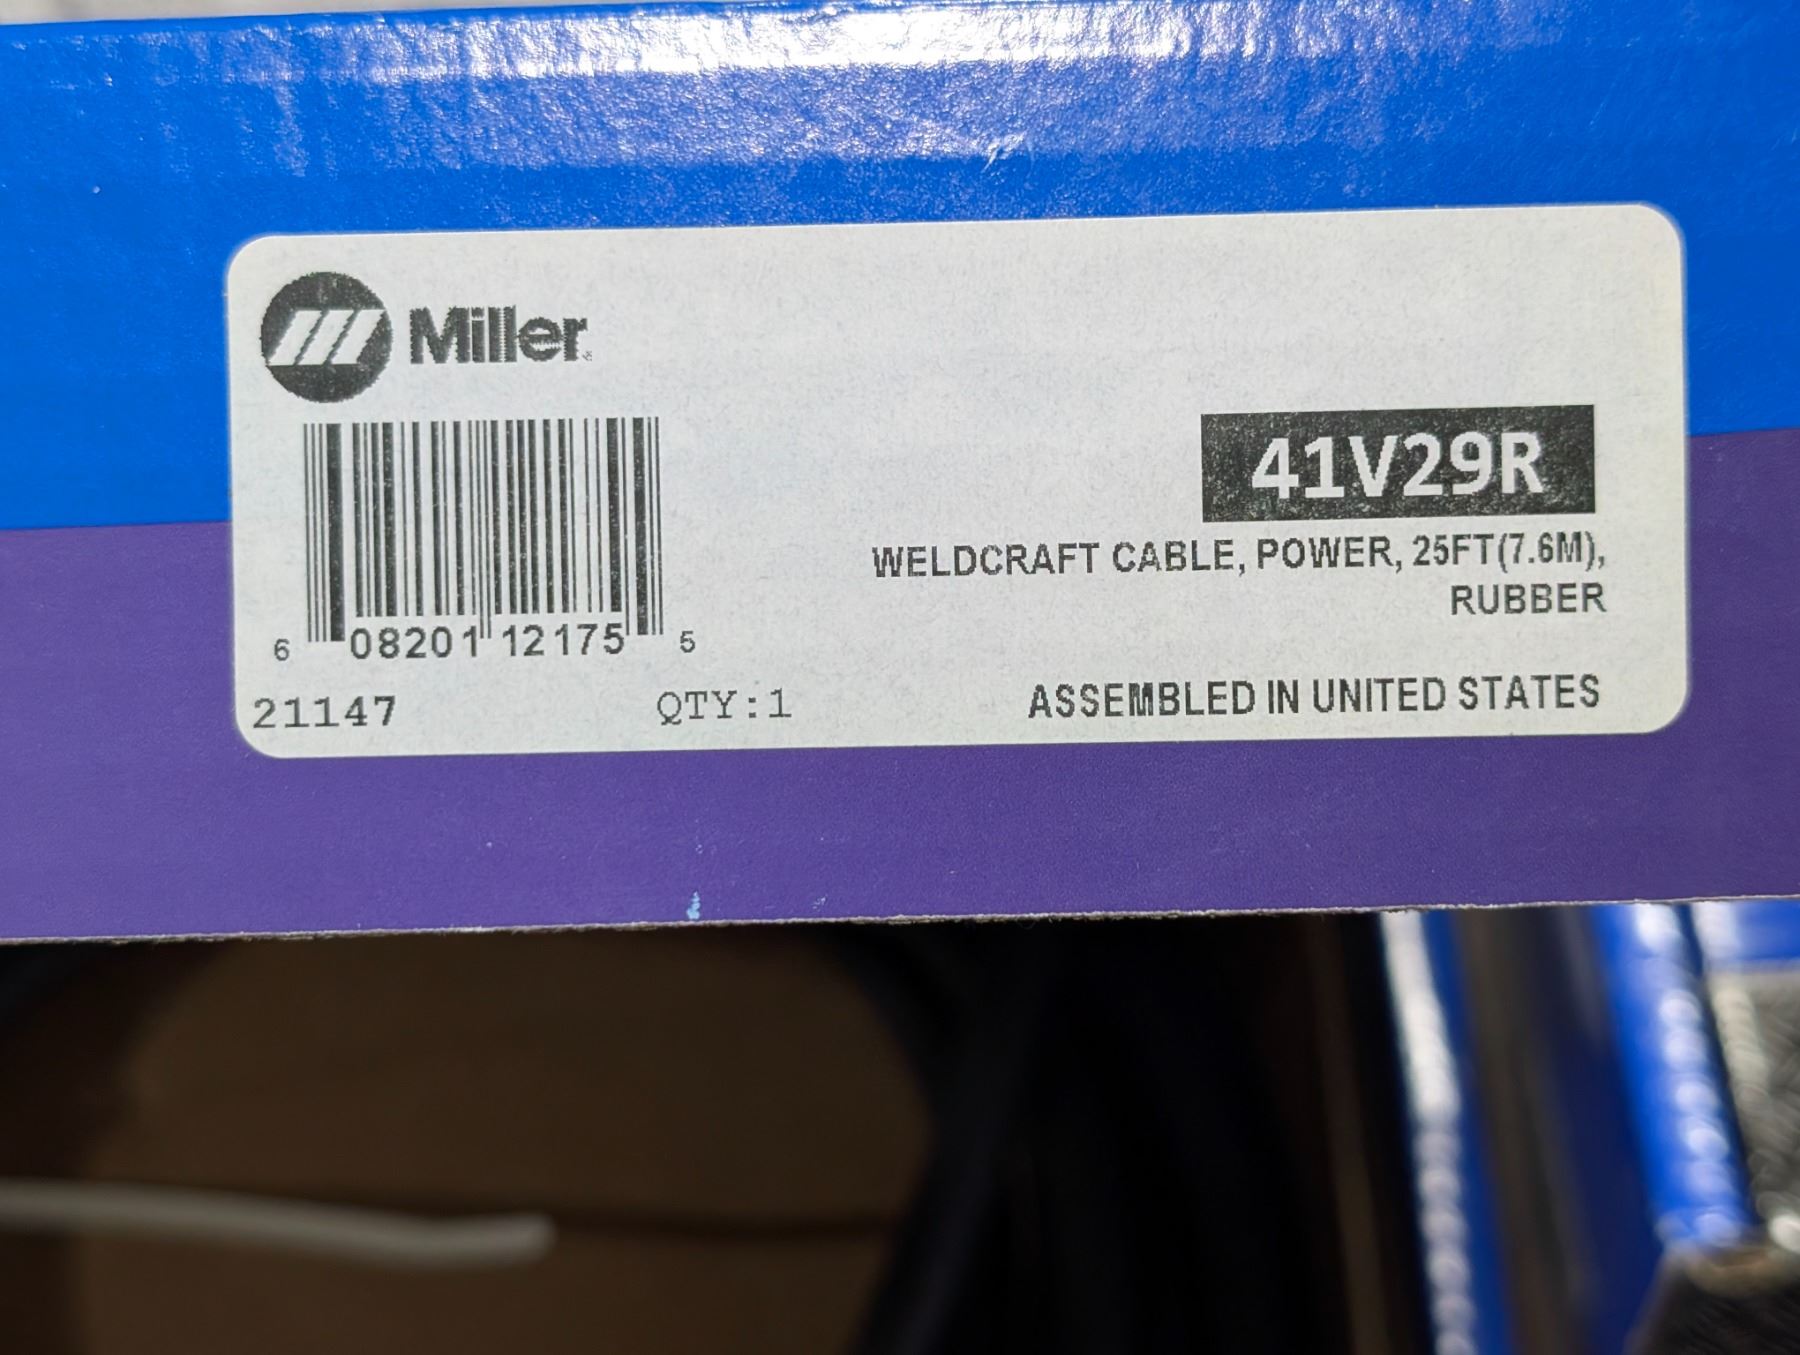 Miller®
41V29R
WELDCRAFT CABLE, POWER, 25FT(7.6M),
RUBBER
6 08201 12175 5
21147 QTY:1 ASSEMBLED IN UNITED STATES